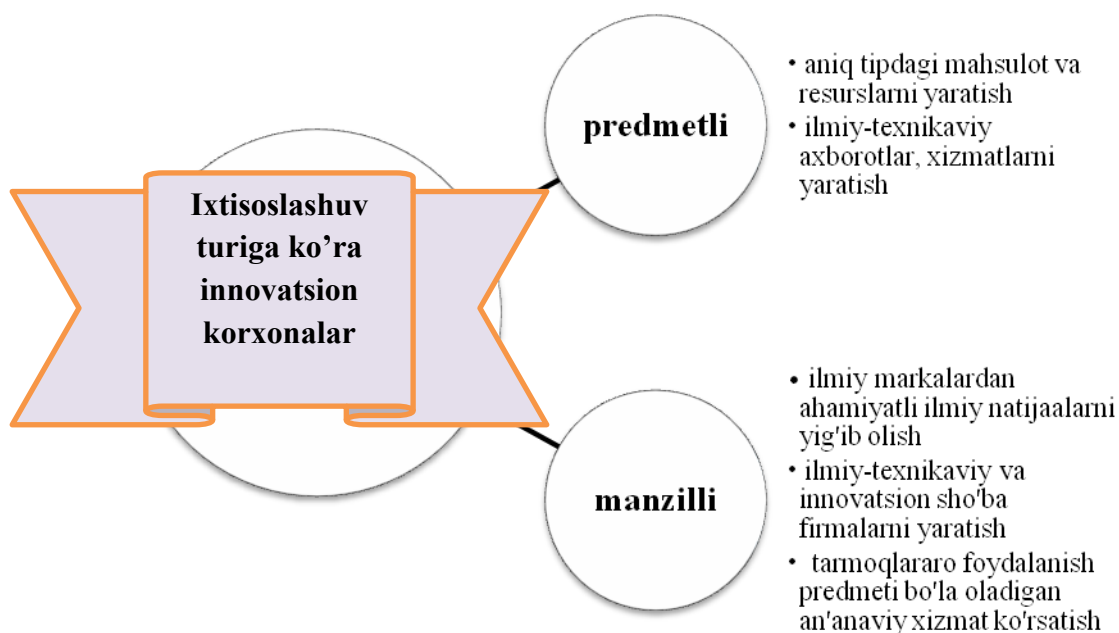 Ixtisoslashuv
turiga ko’ra
innovatsion
korxonalar
predmetli
• aniq tipdagi mahsulot va
resurslarni yaratish
• ilmiy-texnikaviy
axborotlar, xizmatlarni
yaratish
manzilli
• ilmiy markalardan
ahamiyatli ilmiy natijaalarni
yig'ib olish
• ilmiy-texnikaviy va
innovatsion sho'ba
firmalarni yaratish
• tarmoqlararo foydalanish
predmeti bo'la oladigan
an'anaviy xizmat ko'rsatish